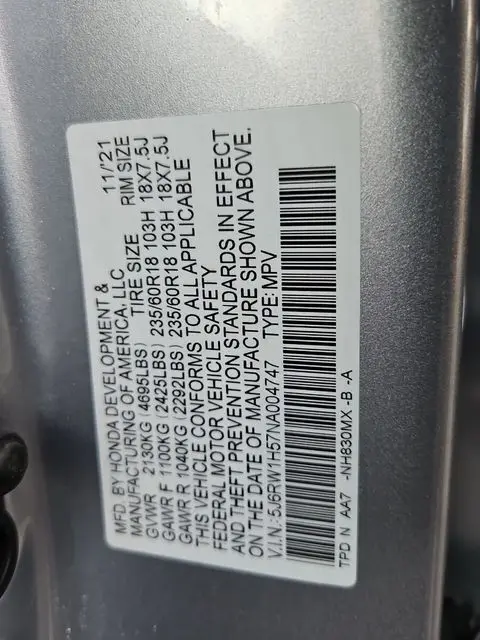 MFD. BY HONDA DEVELOPMENT & 11/'21
MANUFACTURING OF AMERICA, LLC TIRE SIZE RIM SIZE
GVWR 2130KG (4695LBS)
GAWR F 1100KG (2425LBS) 235/60R18 103H 18X7.5J
GAWR R 1040KG (2292LBS) 235/60R18 103H 18X7.5J
THIS VEHICLE CONFORMS TO ALL APPLICABLE
FEDERAL MOTOR VEHICLE SAFETY
AND THEFT PREVENTION STANDARDS IN EFFECT
ON THE DATE OF MANUFACTURE SHOWN ABOVE.
V.I.N.:5J6RW1H57NA004747 TYPE: MPV
TPD N AA7 -NH830MX -B -A